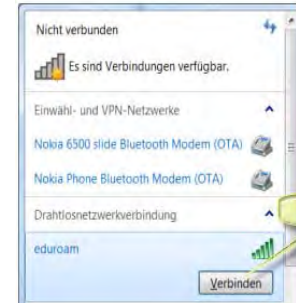 Nicht verbunden
Es sind Verbindungen verfügbar.
Einwähl- und VPN-Netzwerke
Nokia 6500 slide Bluetooth Modem (OTA)
Nokia Phone Bluetooth Modem (OTA)
Drahtlosnetzwerkverbindung
eduroam
Verbinden